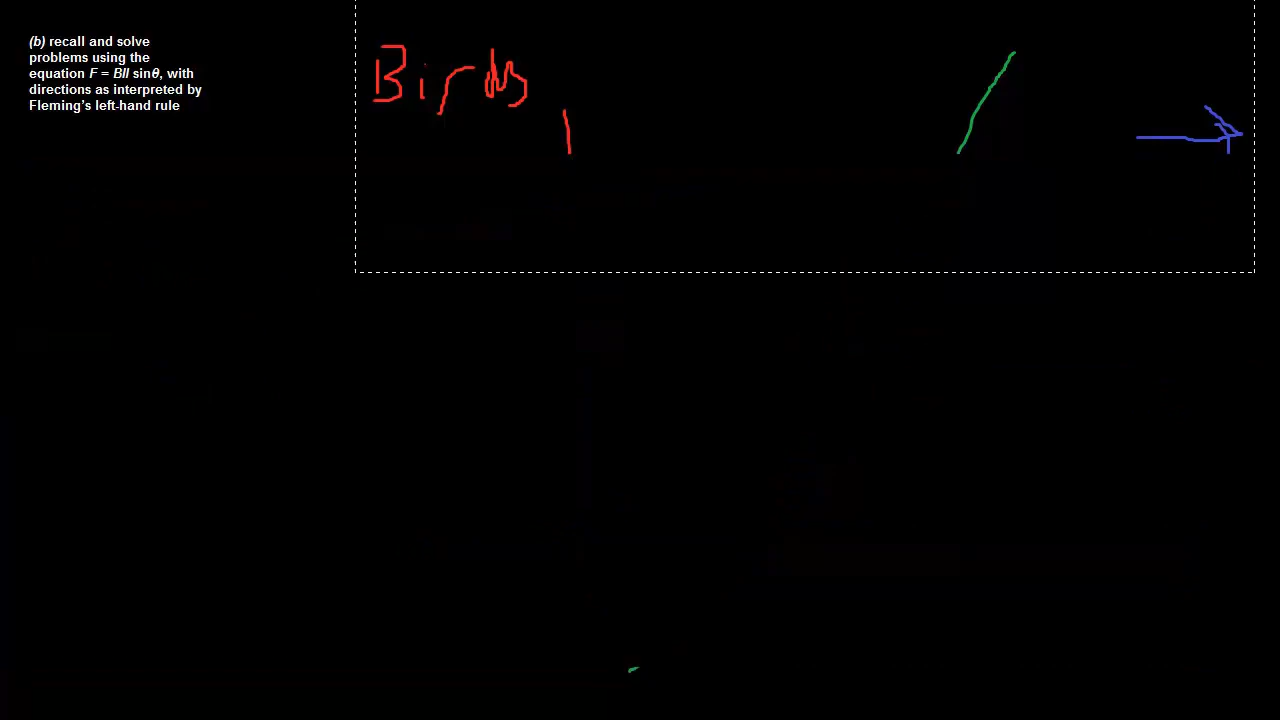 (b) recall and solve
problems using the
equation F = BIl sinθ, with
directions as interpreted by
Fleming's left-hand rule
Birds